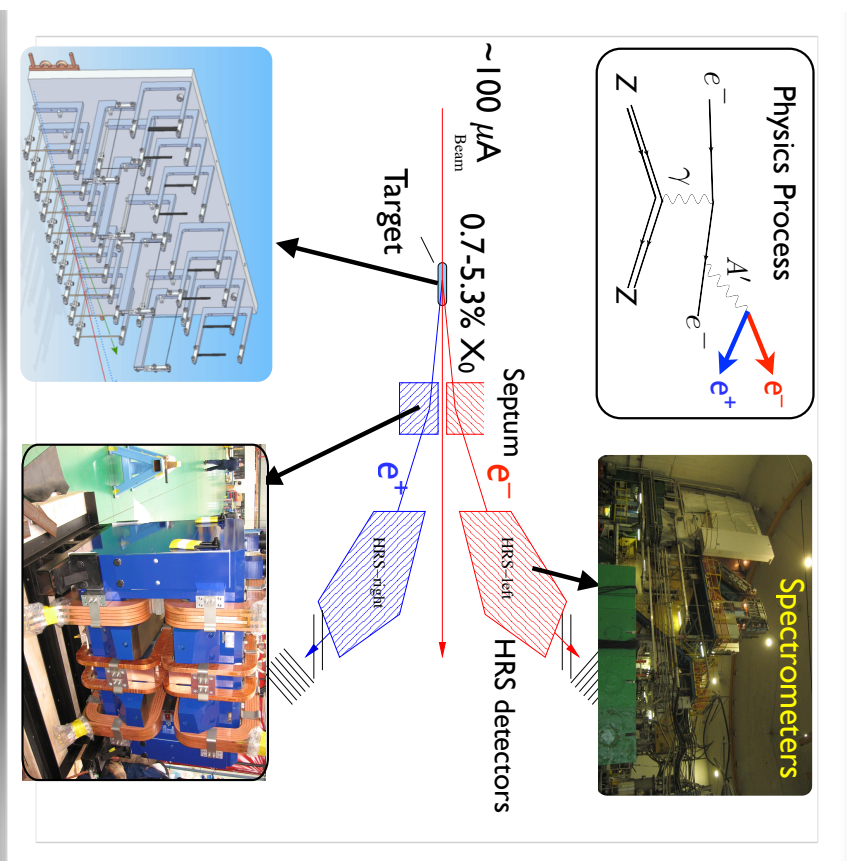 Physics Process
e⁻
A′
e⁻
e⁻
e⁺
γ
Z
Z
Spectrometers
~100 μA
Beam
0.7-5.3% X₀
Target
Septum
e⁻
e⁺
HRS-left
HRS-right
HRS detectors